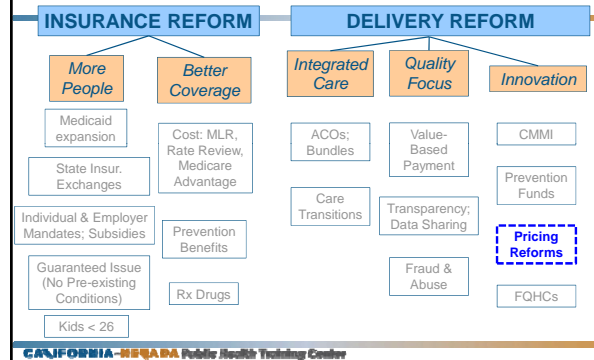 INSURANCE REFORM
More
People
Better
Coverage
Medicaid
expansion
State Insur.
Exchanges
Individual & Employer
Mandates; Subsidies
Guaranteed Issue
(No Pre-existing
Conditions)
Kids < 26
Cost: MLR,
Rate Review,
Medicare
Advantage
Prevention
Benefits
Rx Drugs
DELIVERY REFORM
Integrated
Care
Quality
Focus
Innovation
ACOs;
Bundles
Care
Transitions
Value-
Based
Payment
Transparency;
Data Sharing
Fraud &
Abuse
CMMI
Prevention
Funds
Pricing
Reforms
FQHCs
CALIFORNIA-NEVADA Public Health Training Center